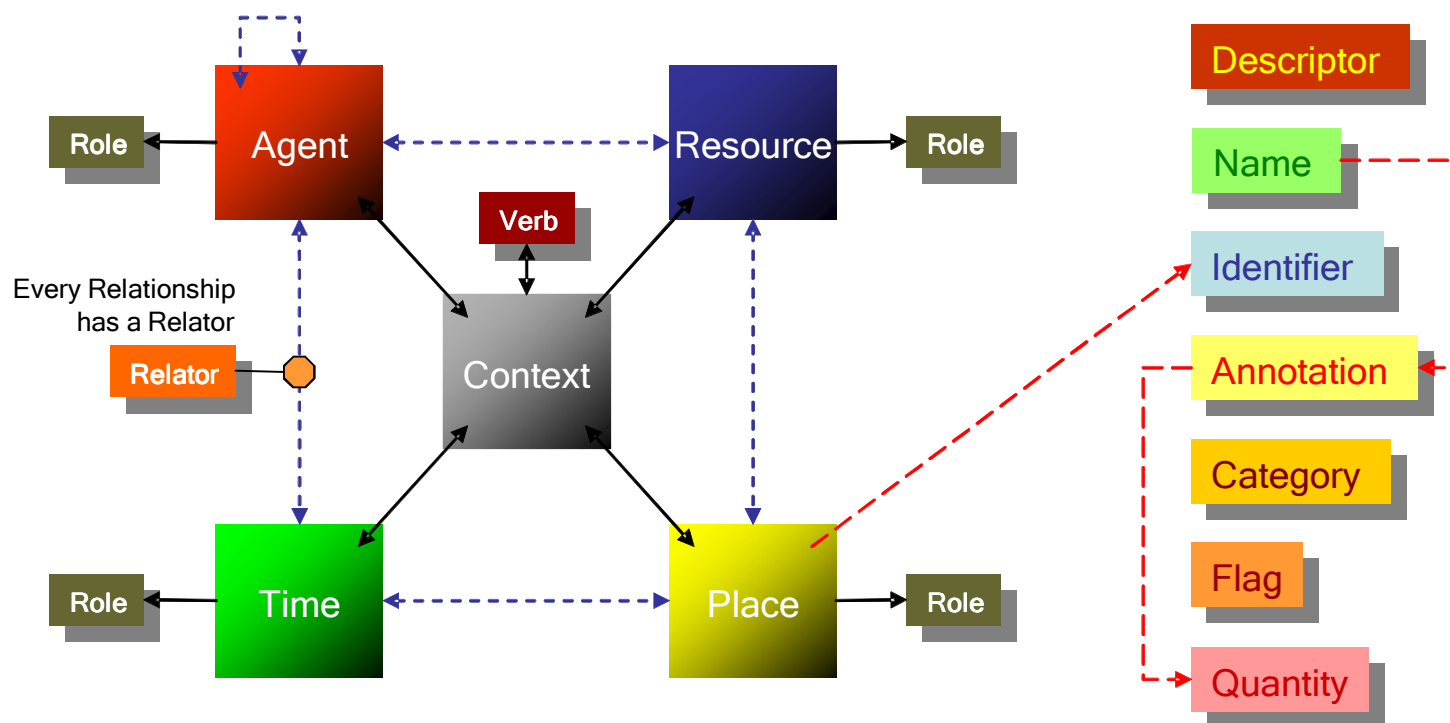 Descriptor
Role
Agent
Resource
Role
Name
Verb
Identifier
Every Relationship
has a Relator
Relator
Context
Annotation
Category
Role
Time
Place
Role
Flag
Quantity